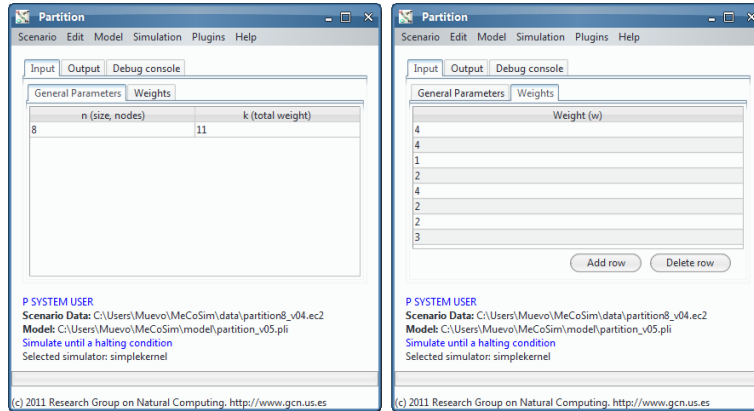 Partition
Scenario Edit Model Simulation Plugins Help
Input Output Debug console
General Parameters Weights
n (size, nodes) k (total weight)
8 11
P SYSTEM USER
Scenario Data: C:\Users\Muevo\MeCoSim\data\partition8_v04.ec2
Model: C:\Users\Muevo\MeCoSim\model\partition_v05.pli
Simulate until a halting condition
Selected simulator: simplekernel
(c) 2011 Research Group on Natural Computing. http://www.gcn.us.es
Partition
Scenario Edit Model Simulation Plugins Help
Input Output Debug console
General Parameters Weights
Weight (w)
4
4
1
2
4
2
2
3
Add row Delete row
P SYSTEM USER
Scenario Data: C:\Users\Muevo\MeCoSim\data\partition8_v04.ec2
Model: C:\Users\Muevo\MeCoSim\model\partition_v05.pli
Simulate until a halting condition
Selected simulator: simplekernel
(c) 2011 Research Group on Natural Computing. http://www.gcn.us.es